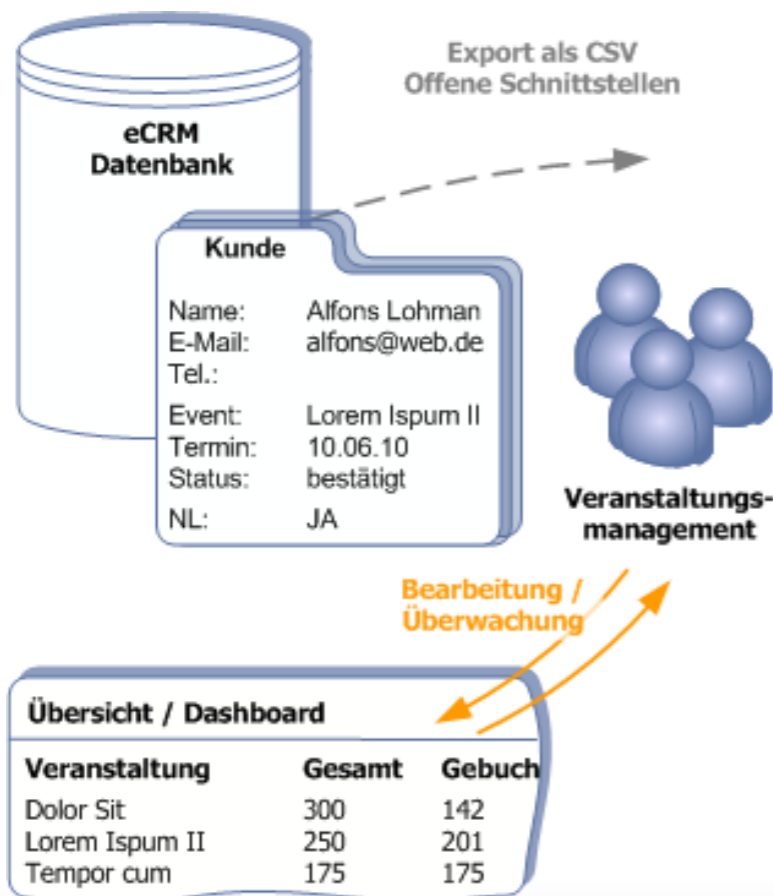 Export als CSV
Offene Schnittstellen
eCRM
Datenbank
Kunde
Name: Alfons Lohman
E-Mail: alfons@web.de
Tel.:
Event: Lorem Ispum II
Termin: 10.06.10
Status: bestätigt
NL: JA
Veranstaltungs-
management
Bearbeitung /
Überwachung
Übersicht / Dashboard
Veranstaltung Gesamt Gebuch
Dolor Sit 300 142
Lorem Ispum II 250 201
Tempor cum 175 175